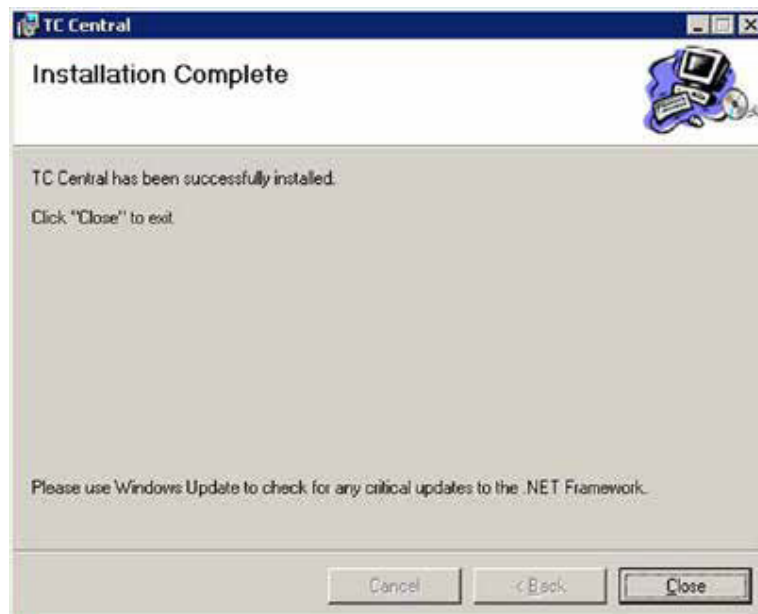 TC Central
Installation Complete
TC Central has been successfully installed.
Click "Close" to exit.
Please use Windows Update to check for any critical updates to the .NET Framework.
Cancel
< Back
Close